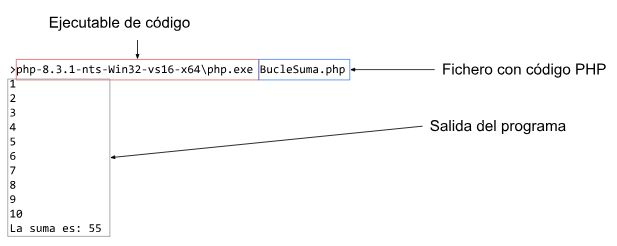 Ejecutable de código
>php-8.3.1-nts-Win32-vs16-x64\php.exe BucleSuma.php
Fichero con código PHP
1
2
3
4
Salida del programa
5
6
7
8
9
10
La suma es: 55